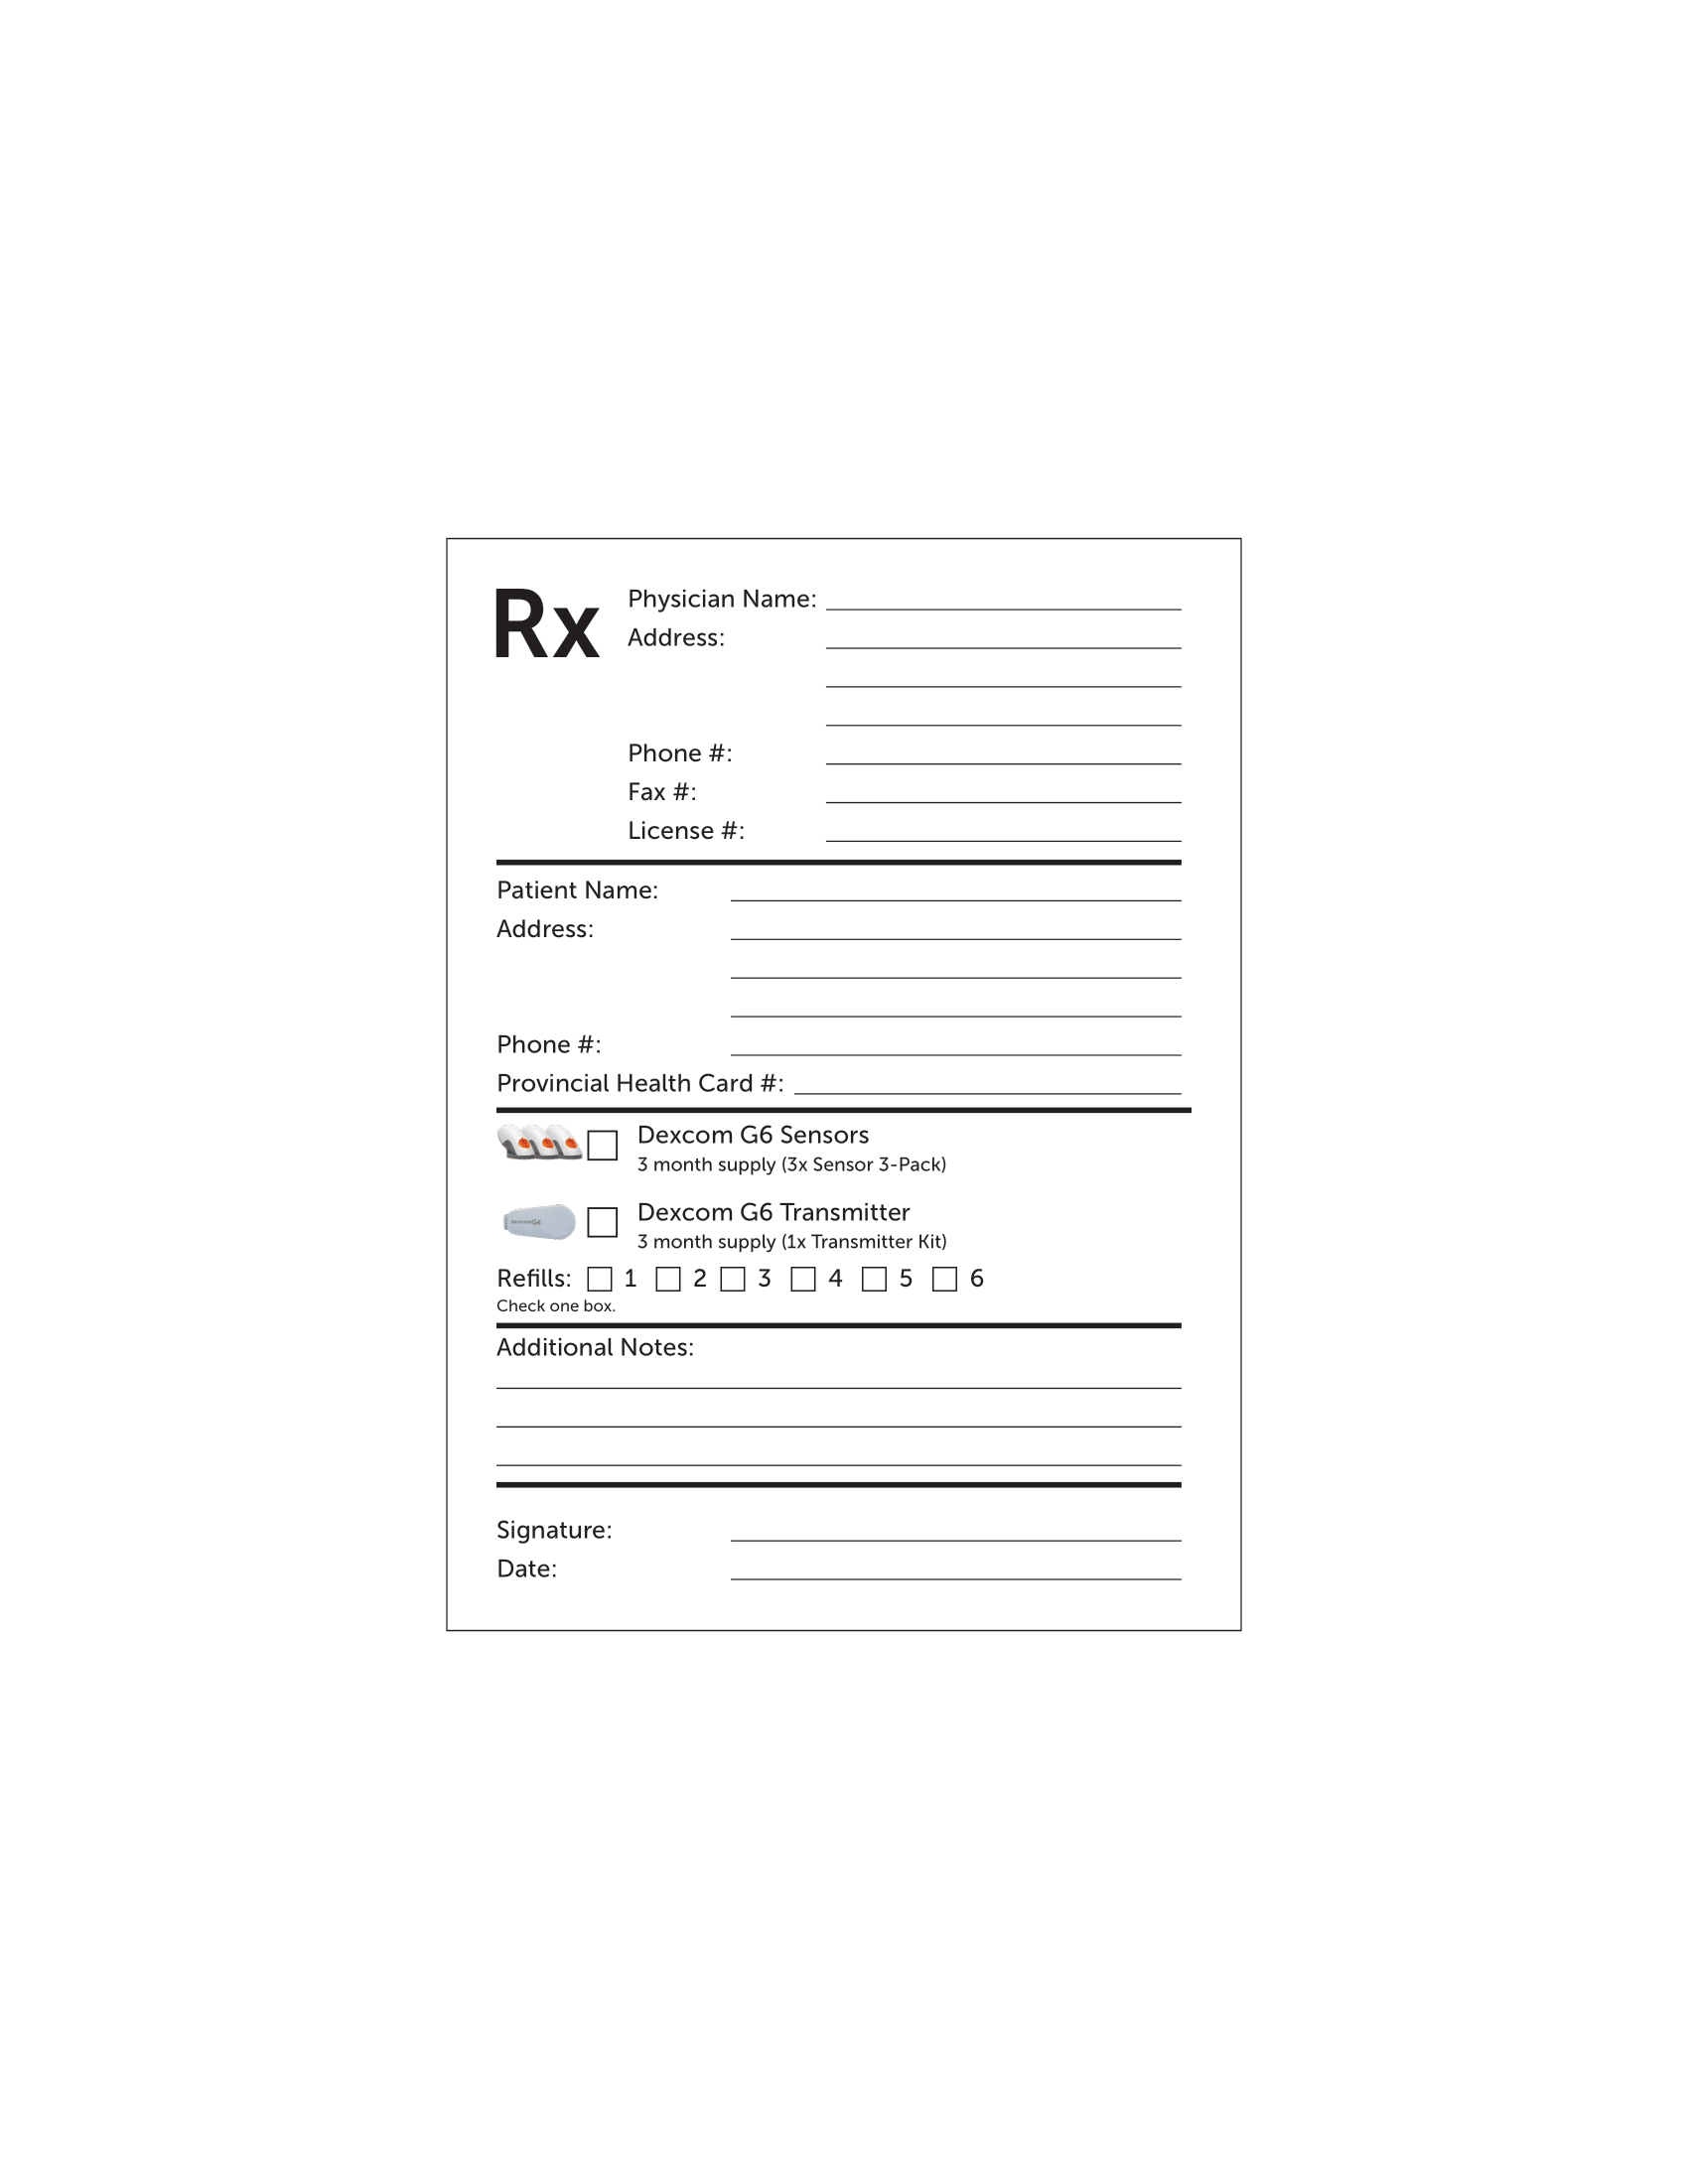 Rx
Physician Name:
Address:
Phone #:
Fax #:
License #:
Patient Name:
Address:
Phone #:
Provincial Health Card #:
Dexcom G6 Sensors
3 month supply (3x Sensor 3-Pack)
DEXCOM G6
Dexcom G6 Transmitter
3 month supply (1x Transmitter Kit)
Refills: 1 2 3 4 5 6
Check one box.
Additional Notes:
Signature:
Date: